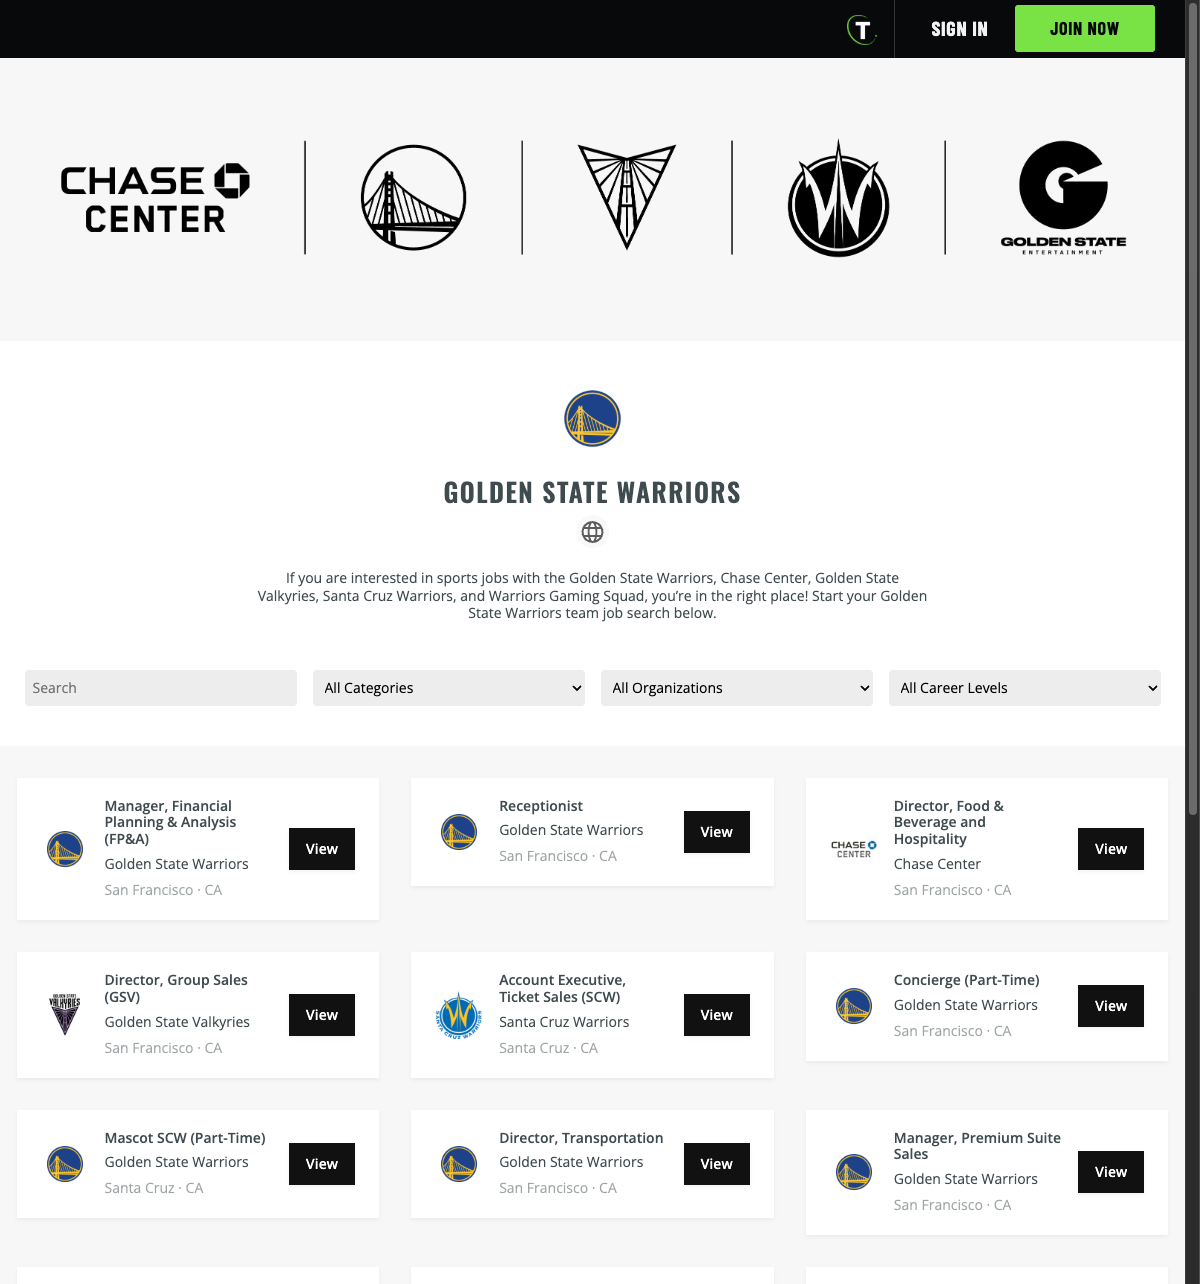 T
SIGN IN
JOIN NOW
CHASE
CENTER
GOLDEN STATE
ENTERTAINMENT
GOLDEN STATE WARRIORS
If you are interested in sports jobs with the Golden State Warriors, Chase Center, Golden State
Valkyries, Santa Cruz Warriors, and Warriors Gaming Squad, you're in the right place! Start your Golden
State Warriors team job search below.
Search
All Categories
All Organizations
All Career Levels
Manager, Financial
Planning & Analysis
(FP&A)
Golden State Warriors
San Francisco · CA
View
Receptionist
Golden State Warriors
San Francisco · CA
View
CHASE
CENTER
Director, Food &
Beverage and
Hospitality
Chase Center
San Francisco · CA
View
GOLDEN STATE
VALKYRIES
Director, Group Sales
(GSV)
Golden State Valkyries
San Francisco · CA
View
SANTA CRUZ WARRIORS
Account Executive,
Ticket Sales (SCW)
Santa Cruz Warriors
Santa Cruz · CA
View
Concierge (Part-Time)
Golden State Warriors
San Francisco · CA
View
Mascot SCW (Part-Time)
Golden State Warriors
Santa Cruz · CA
View
Director, Transportation
Golden State Warriors
San Francisco · CA
View
Manager, Premium Suite
Sales
Golden State Warriors
San Francisco · CA
View